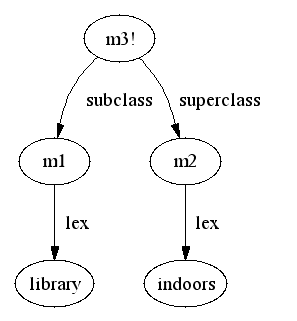 m3!
subclass superclass
m1 m2
lex lex
library indoors